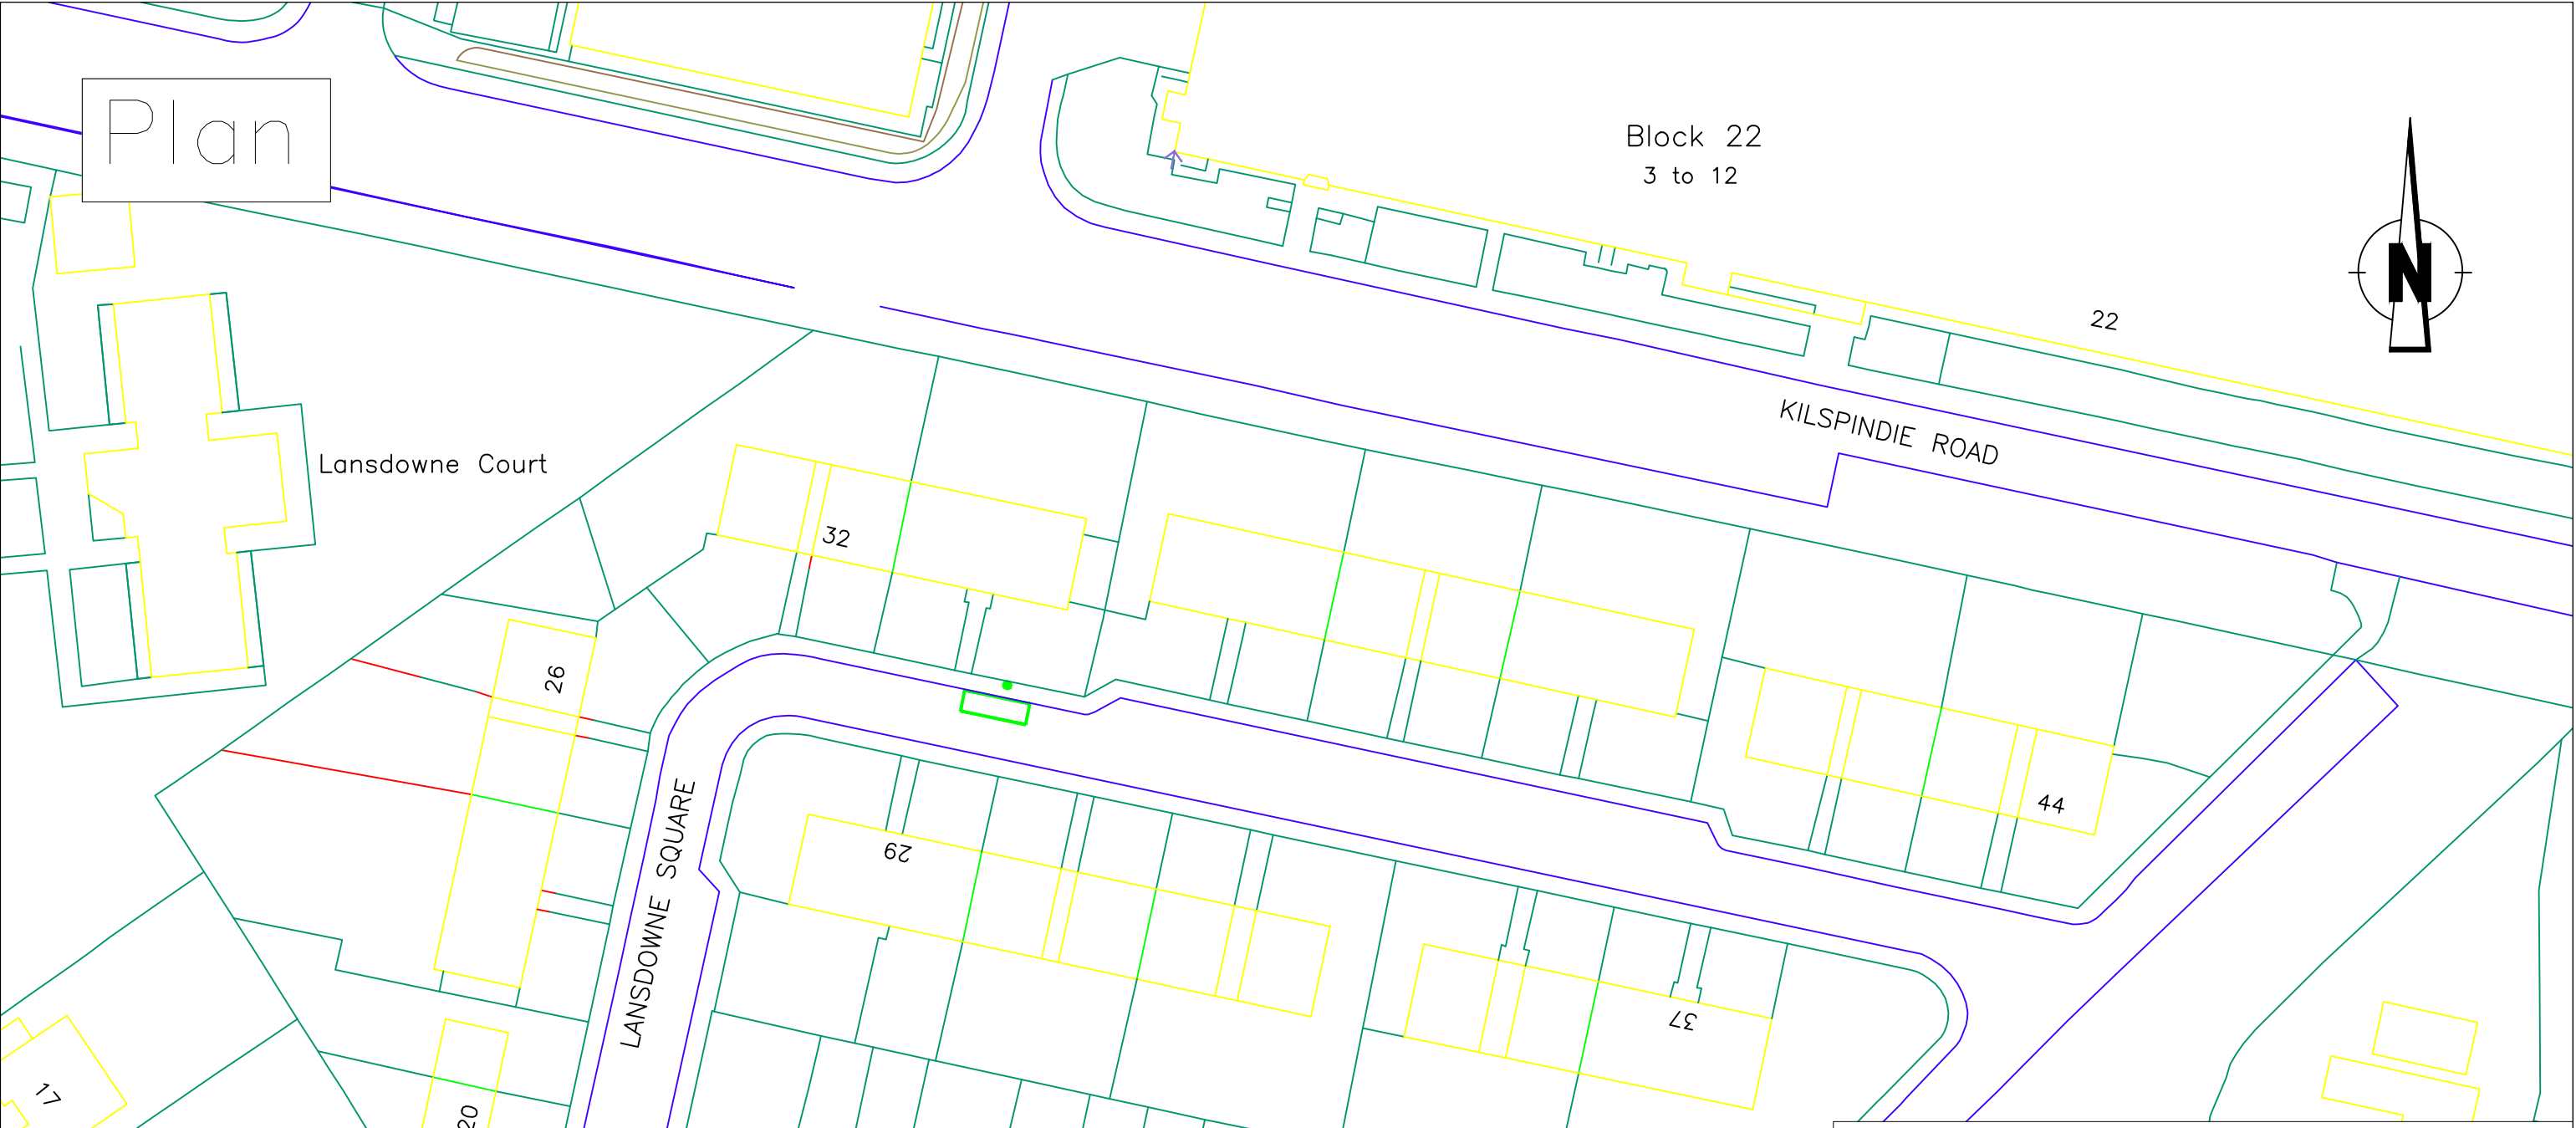 Plan
Block 22
3 to 12
N
22
KILSPINDIE ROAD
Lansdowne Court
32
26
44
29
LANSDOWNE SQUARE
37
17
20